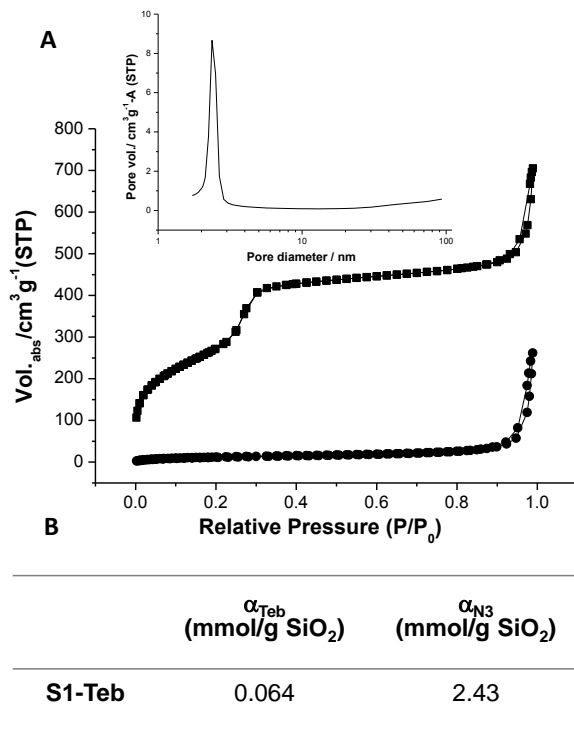 A
Pore vol./ cm³g⁻¹-A (STP)
10
8
6
4
2
0
1
10
100
Pore diameter / nm
Vol.abs/cm³g⁻¹(STP)
800
700
600
500
400
300
200
100
0
0.0 0.2 0.4 0.6 0.8 1.0
Relative Pressure (P/P₀)
B
αTeb αN3
(mmol/g SiO₂) (mmol/g SiO₂)
S1-Teb 0.064 2.43